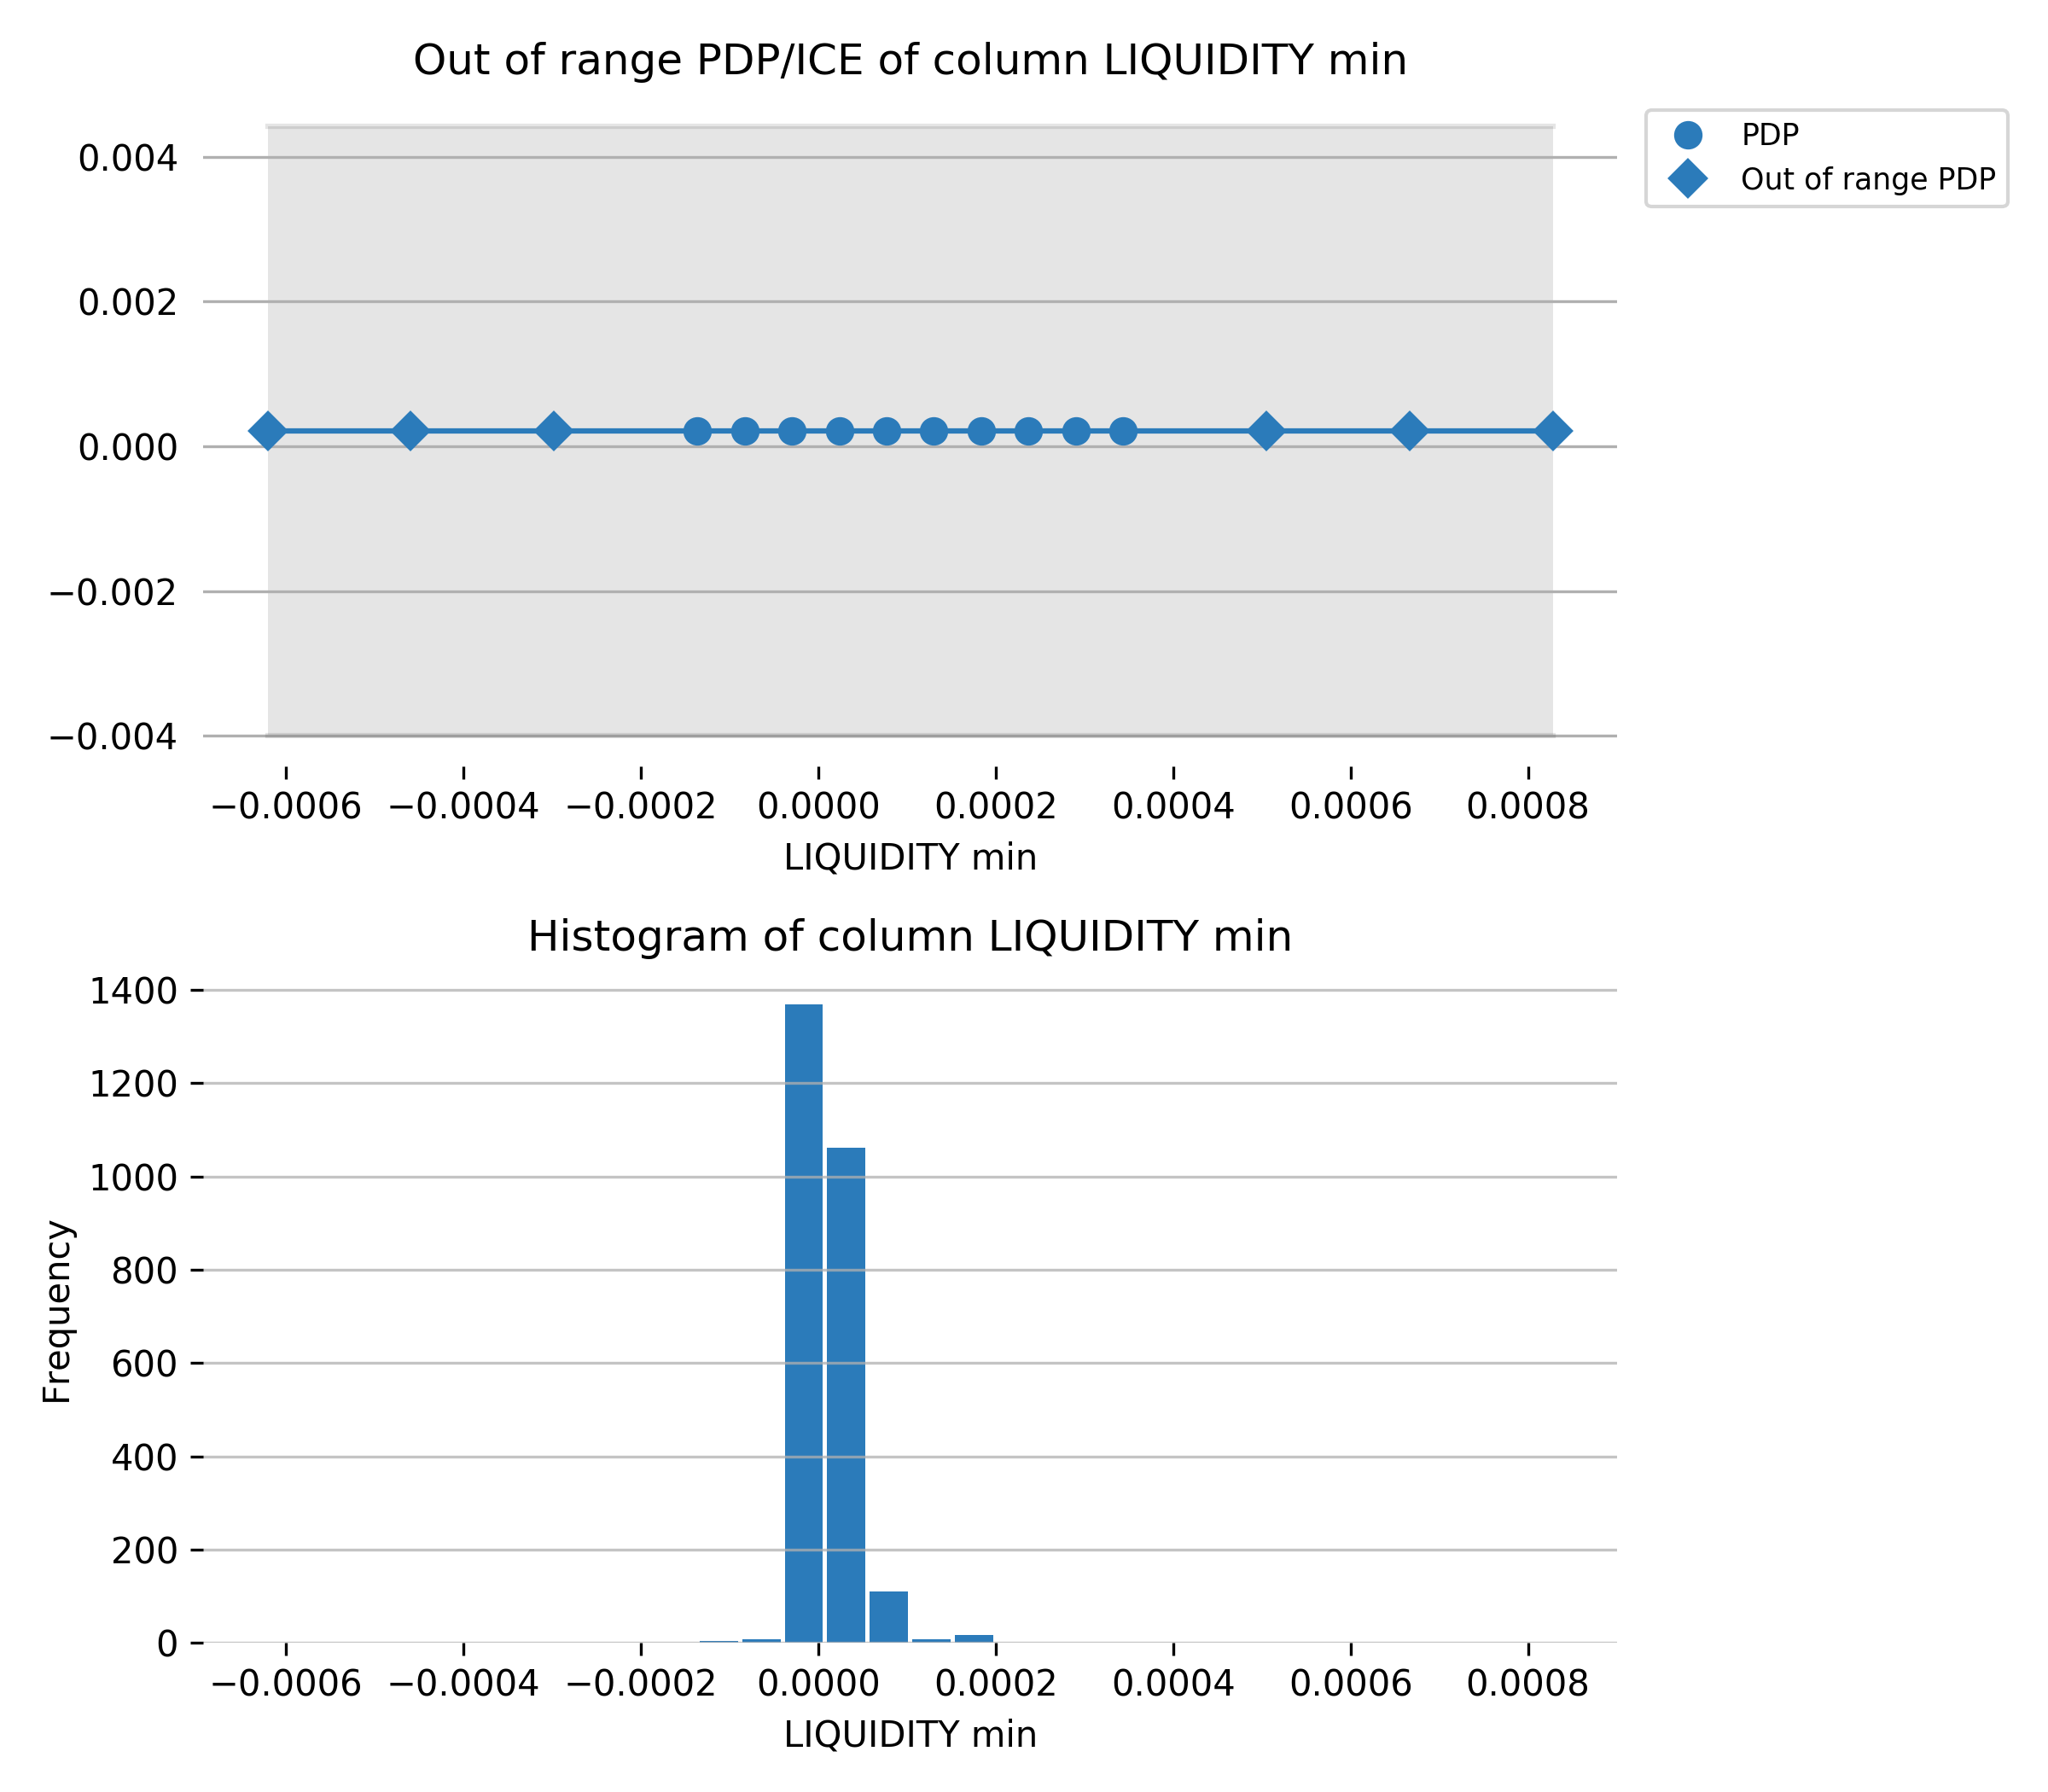 Out of range PDP/ICE of column LIQUIDITY min
PDP
Out of range PDP
0.004
0.002
0.000
−0.002
−0.004
−0.0006 −0.0004 −0.0002 0.0000 0.0002 0.0004 0.0006 0.0008
LIQUIDITY min
Histogram of column LIQUIDITY min
1400
1200
1000
800
600
400
200
0
Frequency
−0.0006 −0.0004 −0.0002 0.0000 0.0002 0.0004 0.0006 0.0008
LIQUIDITY min